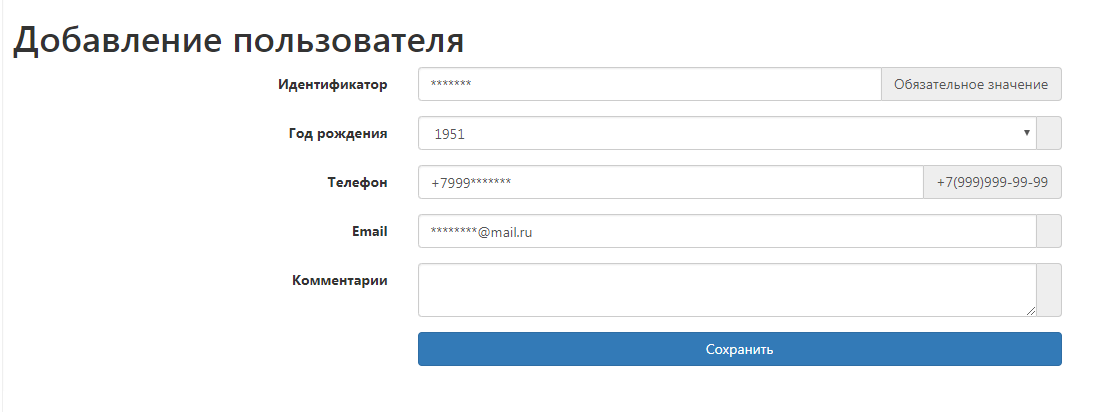 Добавление пользователя
Идентификатор ******* Обязательное значение
Год рождения 1951
Телефон +7999******* +7(999)999-99-99
Email ********@mail.ru
Комментарии
Сохранить